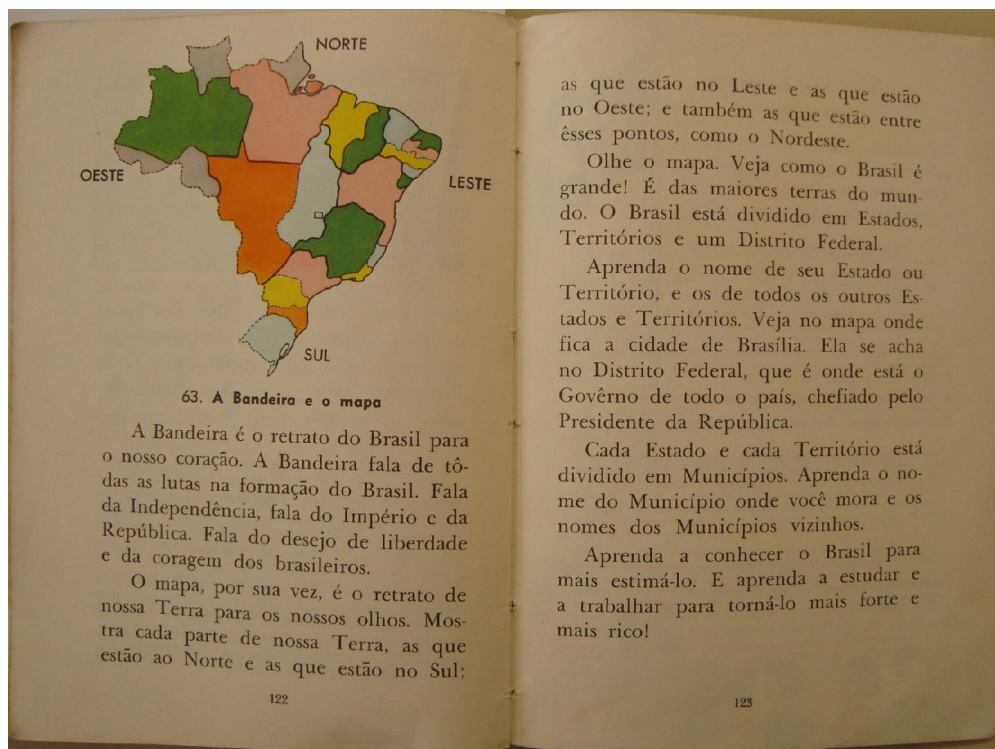 NORTE
OESTE
LESTE
SUL
63. A Bandeira e o mapa
A Bandeira é o retrato do Brasil para
o nosso coração. A Bandeira fala de tô-
das as lutas na formação do Brasil. Fala
da Independência, fala do Império e da
República. Fala do desejo de liberdade
e da coragem dos brasileiros.
O mapa, por sua vez, é o retrato de
nossa Terra para os nossos olhos. Mos-
tra cada parte de nossa Terra, as que
estão ao Norte e as que estão no Sul;
122
as que estão no Leste e as que estão
no Oeste; e também as que estão entre
êsses pontos, como o Nordeste.
Olhe o mapa. Veja como o Brasil é
grande! É das maiores terras do mun-
do. O Brasil está dividido em Estados,
Territórios e um Distrito Federal.
Aprenda o nome de seu Estado ou
Território, e os de todos os outros Es-
tados e Territórios. Veja no mapa onde
fica a cidade de Brasília. Ela se acha
no Distrito Federal, que é onde está o
Govêrno de todo o país, chefiado pelo
Presidente da República.
Cada Estado e cada Território está
dividido em Municípios. Aprenda o no-
me do Município onde você mora e os
nomes dos Municípios vizinhos.
Aprenda a conhecer o Brasil para
mais estimá-lo. E aprenda a estudar e
a trabalhar para torná-lo mais forte e
mais rico!
123